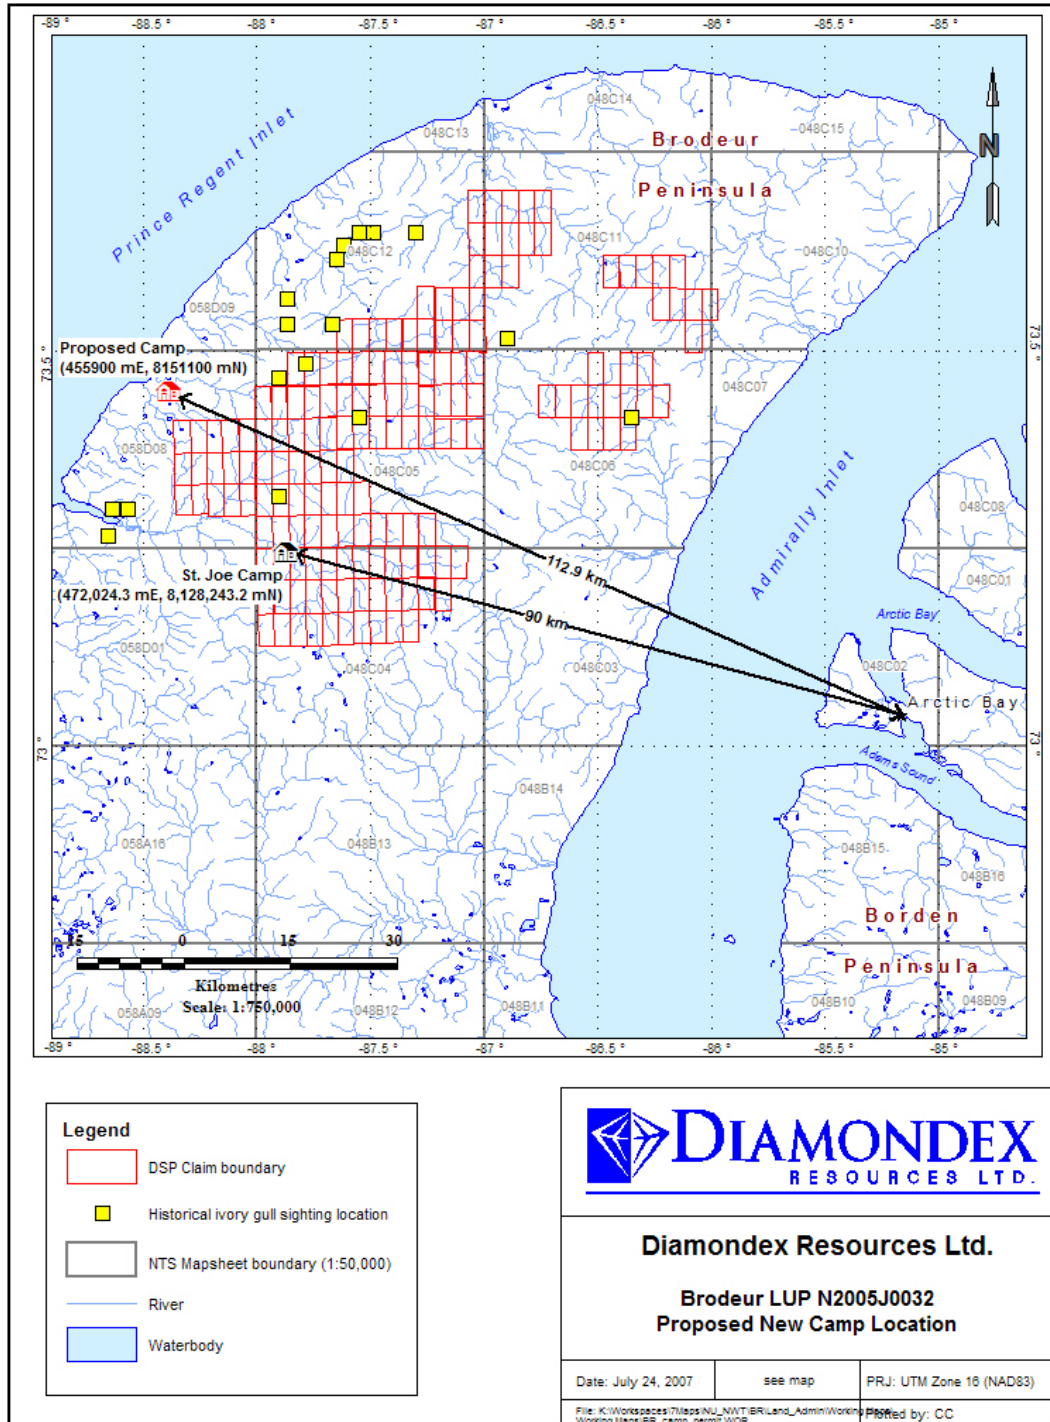 -89 °
-88.5 °
-88 °
-87.5 °
-87 °
-86.5 °
-86 °
-85.5 °
-85 °
048C14
048C13
048C15
Brodeur
Peninsula
N
Prince Regent Inlet
048C11
048C12
048C10
058D09
73.5 °
73.5 °
Proposed Camp
(455900 mE, 8151100 mN)
048C07
058D08
048C05
048C06
Admirally Inlet
048C08
112.9 km
St. Joe Camp
(472,024.3 mE, 8,128,243.2 mN)
048C01
90 km
Arctic Bay
058D01
048C04
048C03
048C02
Arctic Bay
73 °
73 °
Adams Sound
048B14
058A16
048B13
048B15
048B16
Borden
Peninsula
15 0 15 30
Kilometres
Scale: 1:750,000
058A09
048B12
048B11
048B10
048B09
-89 °
-88.5 °
-88 °
-87.5 °
-87 °
-86.5 °
-86 °
-85.5 °
-85 °
Legend
DSP Claim boundary
Historical ivory gull sighting location
NTS Mapsheet boundary (1:50,000)
River
Waterbody
DIAMONDEX
RESOURCES LTD.
Diamondex Resources Ltd.
Brodeur LUP N2005J0032
Proposed New Camp Location
Date: July 24, 2007
see map
PRJ: UTM Zone 16 (NAD83)
Plotted by: CC